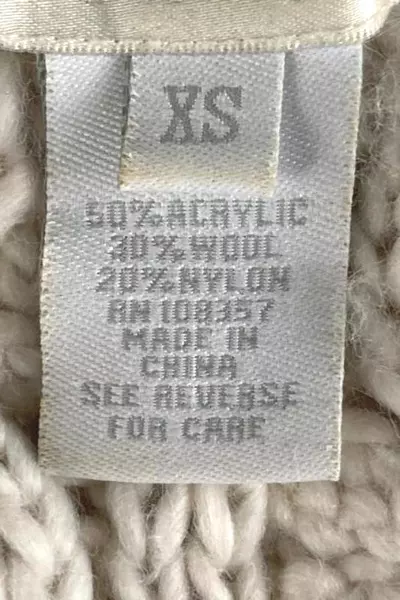 XS
50% ACRYLIC
30% WOOL
20% NYLON
RN 108357
MADE IN
CHINA
SEE REVERSE
FOR CARE